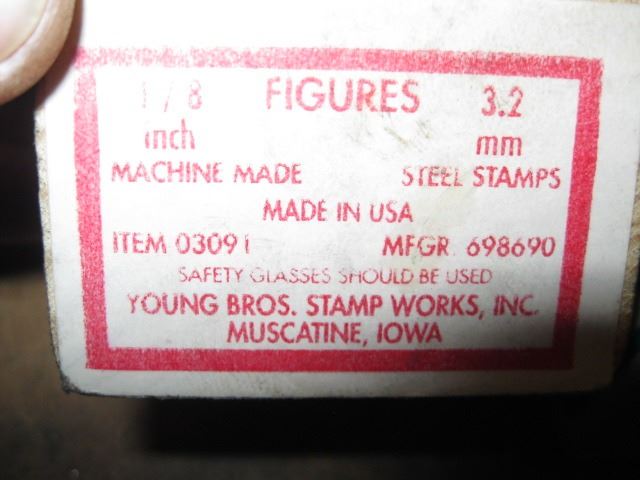 1/8 FIGURES 3.2
inch mm
MACHINE MADE STEEL STAMPS
MADE IN USA
ITEM 03091 MFGR. 698690
SAFETY GLASSES SHOULD BE USED
YOUNG BROS. STAMP WORKS, INC.
MUSCATINE, IOWA